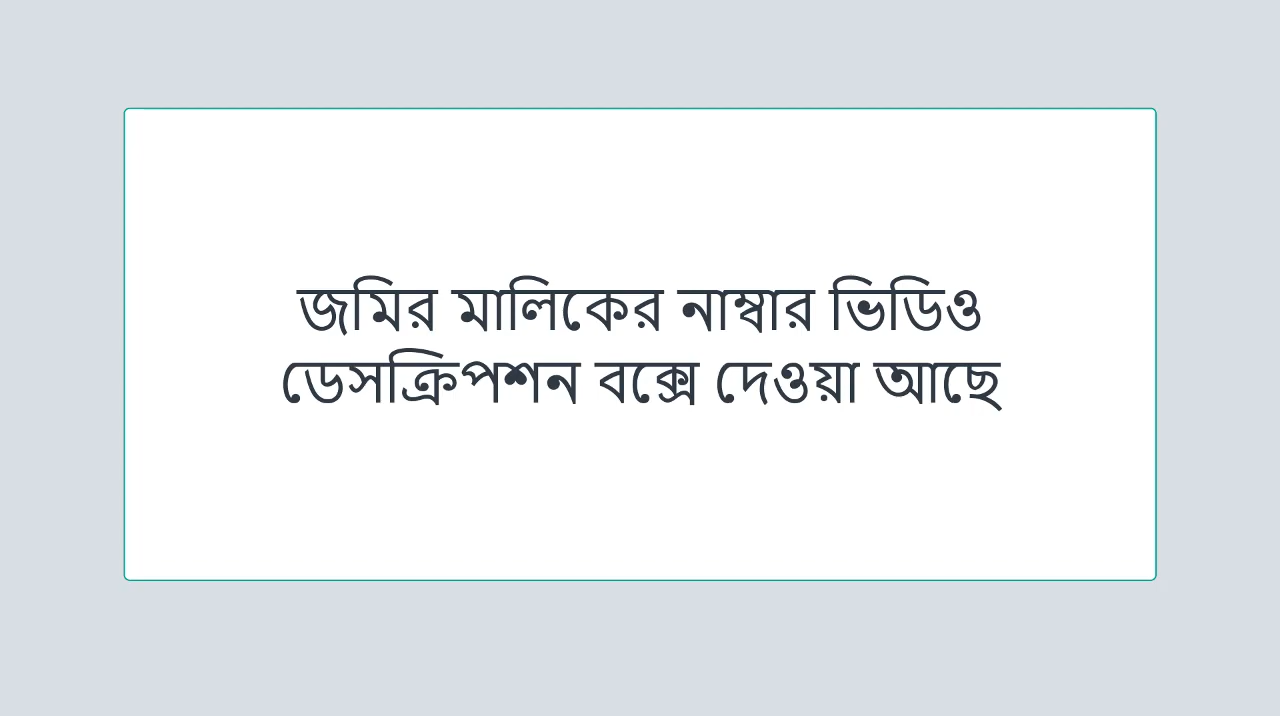 জমির মালিকের নাম্বার ভিডিও
ডেসক্রিপশন বক্সে দেওয়া আছে